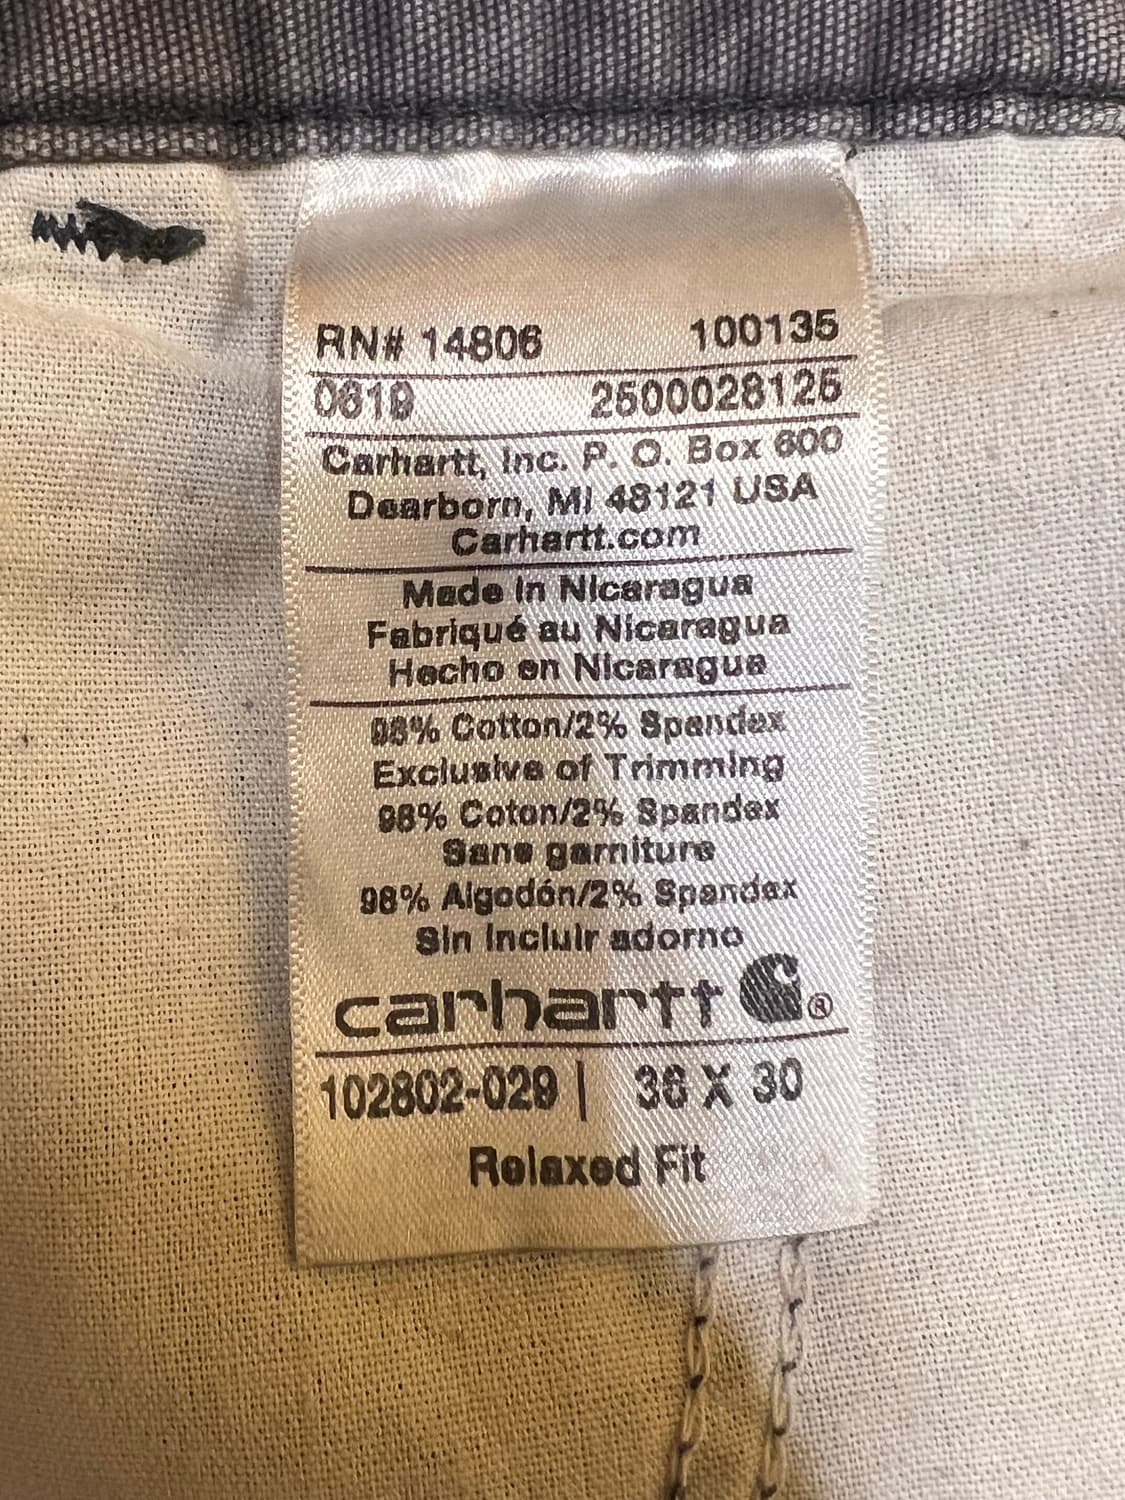 RN# 14806 100135
0819 2500028125
Carhartt, Inc. P. O. Box 600
Dearborn, MI 48121 USA
Carhartt.com
Made in Nicaragua
Fabriqué au Nicaragua
Hecho en Nicaragua
98% Cotton/2% Spandex
Exclusive of Trimming
98% Coton/2% Spandex
Sans garniture
98% Algodón/2% Spandex
Sin incluir adorno
carhartt ®
102802-029 | 36 X 30
Relaxed Fit